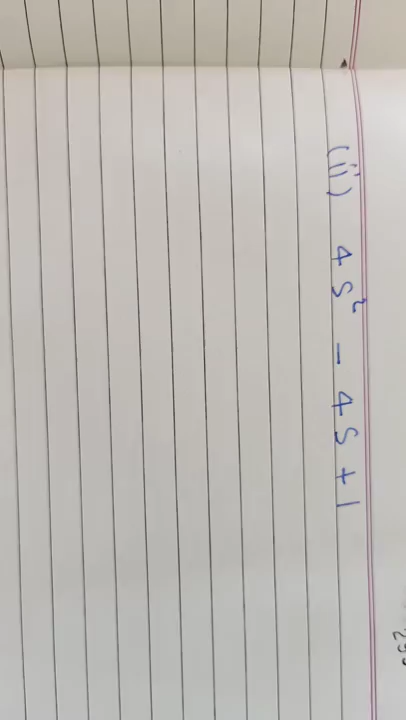 (ii) 4s² - 4s + 1